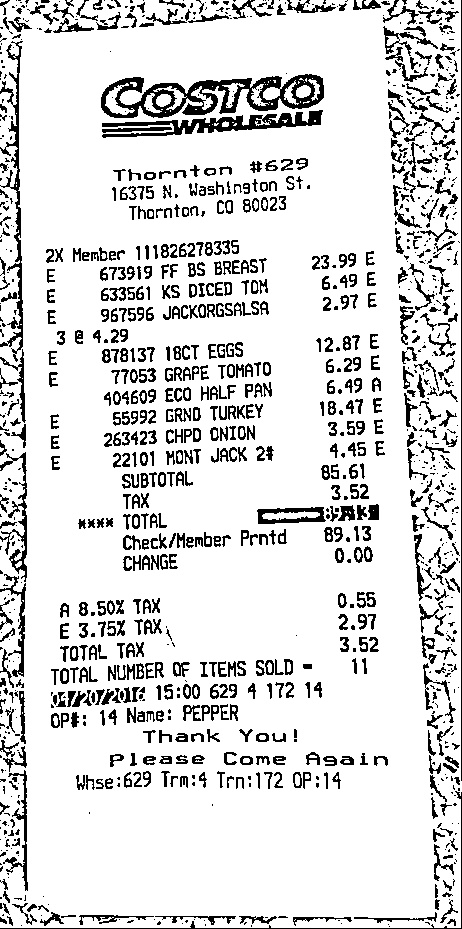 COSTCO
WHOLESALE
Thornton #629
16375 N. Washington St.
Thornton, CO 80023
2X Member 111826278335
E 673919 FF BS BREAST 23.99 E
E 633561 KS DICED TOM 6.49 E
E 967596 JACKORGSALSA 2.97 E
3 @ 4.29
E 878137 18CT EGGS 12.87 E
E 77053 GRAPE TOMATO 6.29 E
404609 ECO HALF PAN 6.49 A
E 55992 GRND TURKEY 18.47 E
E 263423 CHPD ONION 3.59 E
E 22101 MONT JACK 2# 4.45 E
SUBTOTAL 85.61
TAX 3.52
**** TOTAL 89.13
Check/Member Prntd 89.13
CHANGE 0.00
A 8.50% TAX 0.55
E 3.75% TAX 2.97
TOTAL TAX 3.52
TOTAL NUMBER OF ITEMS SOLD = 11
04/20/2016 15:00 629 4 172 14
OP#: 14 Name: PEPPER
Thank You!
Please Come Again
Whse:629 Trm:4 Trn:172 OP:14